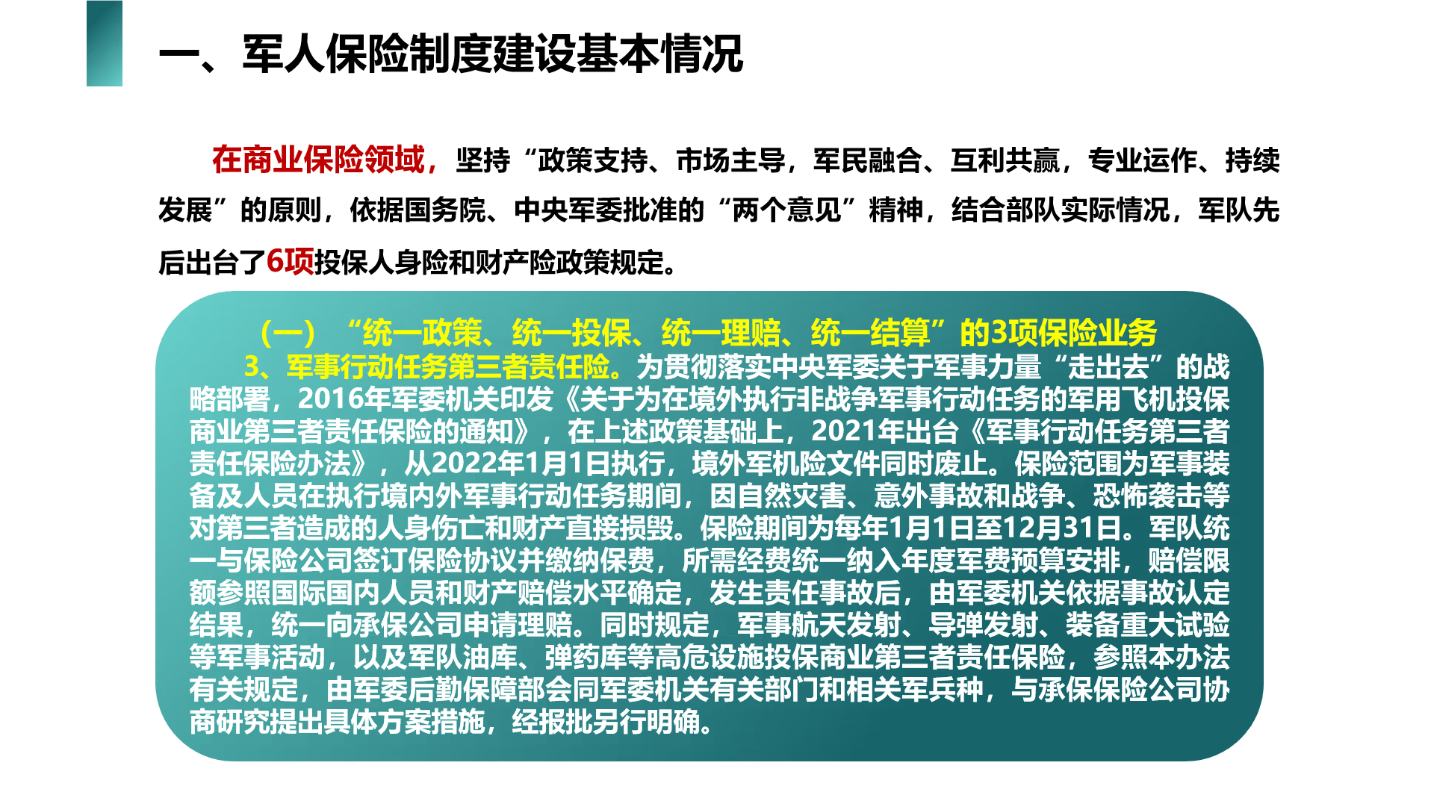 一、军人保险制度建设基本情况
在商业保险领域，坚持“政策支持、市场主导，军民融合、互利共赢，专业运作、持续
发展”的原则，依据国务院、中央军委批准的“两个意见”精神，结合部队实际情况，军队先
后出台了6项投保人身险和财产险政策规定。
（一）“统一政策、统一投保、统一理赔、统一结算”的3项保险业务
3、军事行动任务第三者责任险。为贯彻落实中央军委关于军事力量“走出去”的战
略部署，2016年军委机关印发《关于为在境外执行非战争军事行动任务的军用飞机投保
商业第三者责任保险的通知》，在上述政策基础上，2021年出台《军事行动任务第三者
责任保险办法》，从2022年1月1日执行，境外军机险文件同时废止。保险范围为军事装
备及人员在执行境内外军事行动任务期间，因自然灾害、意外事故和战争、恐怖袭击等
对第三者造成的人身伤亡和财产直接损毁。保险期间为每年1月1日至12月31日。军队统
一与保险公司签订保险协议并缴纳保费，所需经费统一纳入年度军费预算安排，赔偿限
额参照国际国内人员和财产赔偿水平确定，发生责任事故后，由军委机关依据事故认定
结果，统一向承保公司申请理赔。同时规定，军事航天发射、导弹发射、装备重大试验
等军事活动，以及军队油库、弹药库等高危设施投保商业第三者责任保险，参照本办法
有关规定，由军委后勤保障部会同军委机关有关部门和相关军兵种，与承保保险公司协
商研究提出具体方案措施，经报批另行明确。